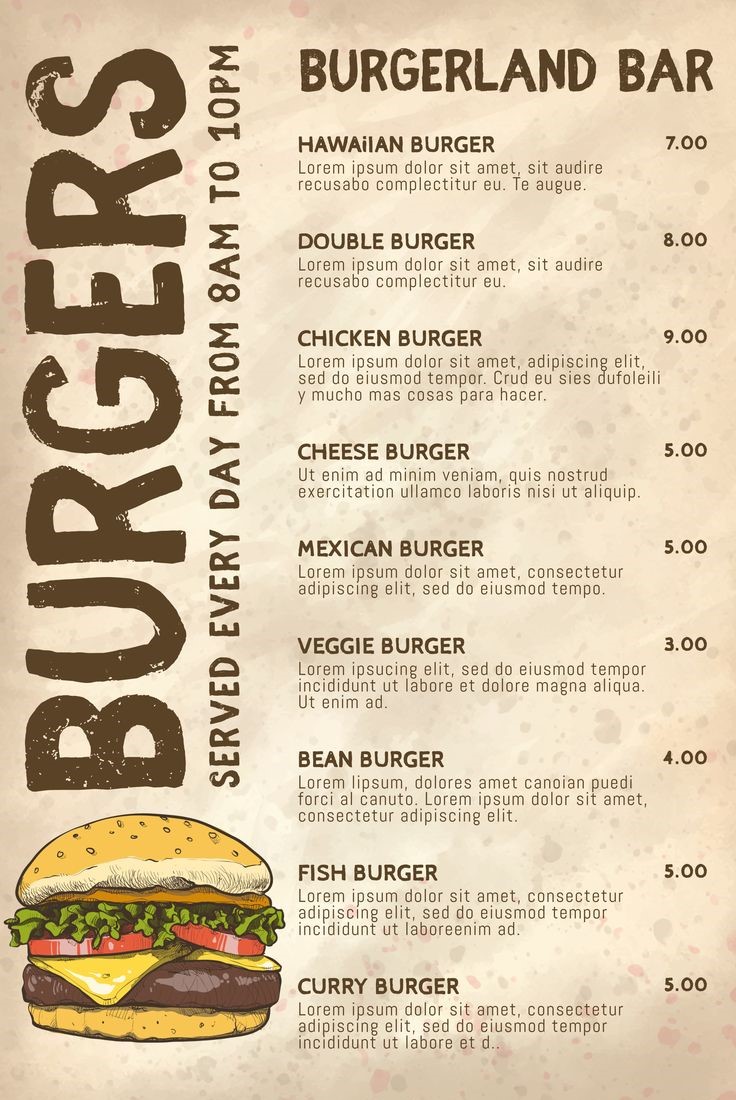 BURGERS
SERVED EVERY DAY FROM 8AM TO 10PM
BURGERLAND BAR
HAWAiIAN BURGER 7.00
Lorem ipsum dolor sit amet, sit audire
recusabo complectitur eu. Te augue.
DOUBLE BURGER 8.00
Lorem ipsum dolor sit amet, sit audire
recusabo complectitur eu.
CHICKEN BURGER 9.00
Lorem ipsum dolor sit amet, adipiscing elit,
sed do eiusmod tempor. Crud eu sies dufoleili
y mucho mas cosas para hacer.
CHEESE BURGER 5.00
Ut enim ad minim veniam, quis nostrud
exercitation ullamco laboris nisi ut aliquip.
MEXICAN BURGER 5.00
Lorem ipsum dolor sit amet, consectetur
adipiscing elit, sed do eiusmod tempo.
VEGGIE BURGER 3.00
Lorem ipsucing elit, sed do eiusmod tempor
incididunt ut labore et dolore magna aliqua.
Ut enim ad.
BEAN BURGER 4.00
Lorem lipsum, dolores amet canoian puedi
forci al canuto. Lorem ipsum dolor sit amet,
consectetur adipiscing elit.
FISH BURGER 5.00
Lorem ipsum dolor sit amet, consectetur
adipiscing elit, sed do eiusmod tempor
incididunt ut laboreenim ad.
CURRY BURGER 5.00
Lorem ipsum dolor sit amet, consectetur
adipiscing elit, sed do eiusmod tempor
incididunt ut labore et d..